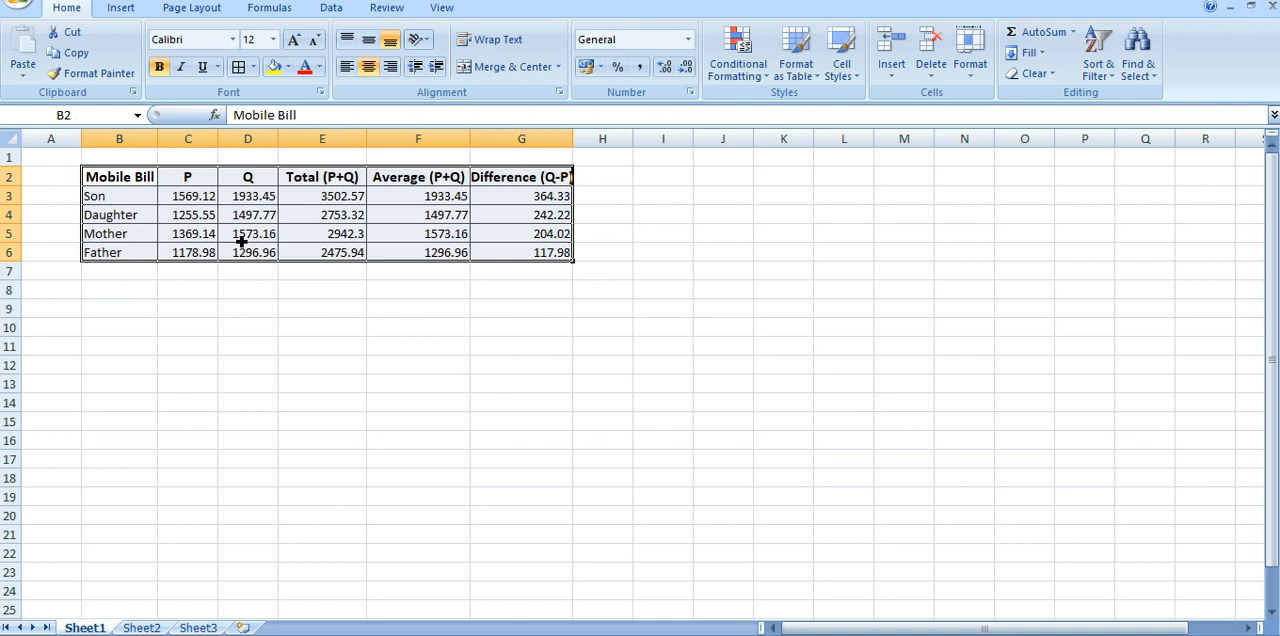 Home Insert Page Layout Formulas Data Review View
Paste Cut Copy Format Painter Clipboard
Calibri 12 A A B I U A Font
Wrap Text Merge & Center Alignment
General % , .0 .00 .00 .0 Number
Conditional Formatting Format as Table Cell Styles Styles
Insert Delete Format Cells
Σ AutoSum Fill Clear Sort & Filter Find & Select Editing
B2 fx Mobile Bill
A B C D E F G H I J K L M N O P Q R
1
2 Mobile Bill P Q Total (P+Q) Average (P+Q) Difference (Q-P)
3 Son 1569.12 1933.45 3502.57 1933.45 364.33
4 Daughter 1255.55 1497.77 2753.32 1497.77 242.22
5 Mother 1369.14 1573.16 2942.3 1573.16 204.02
6 Father 1178.98 1296.96 2475.94 1296.96 117.98
7
8
9
10
11
12
13
14
15
16
17
18
19
20
21
22
23
24
25
Sheet1 Sheet2 Sheet3